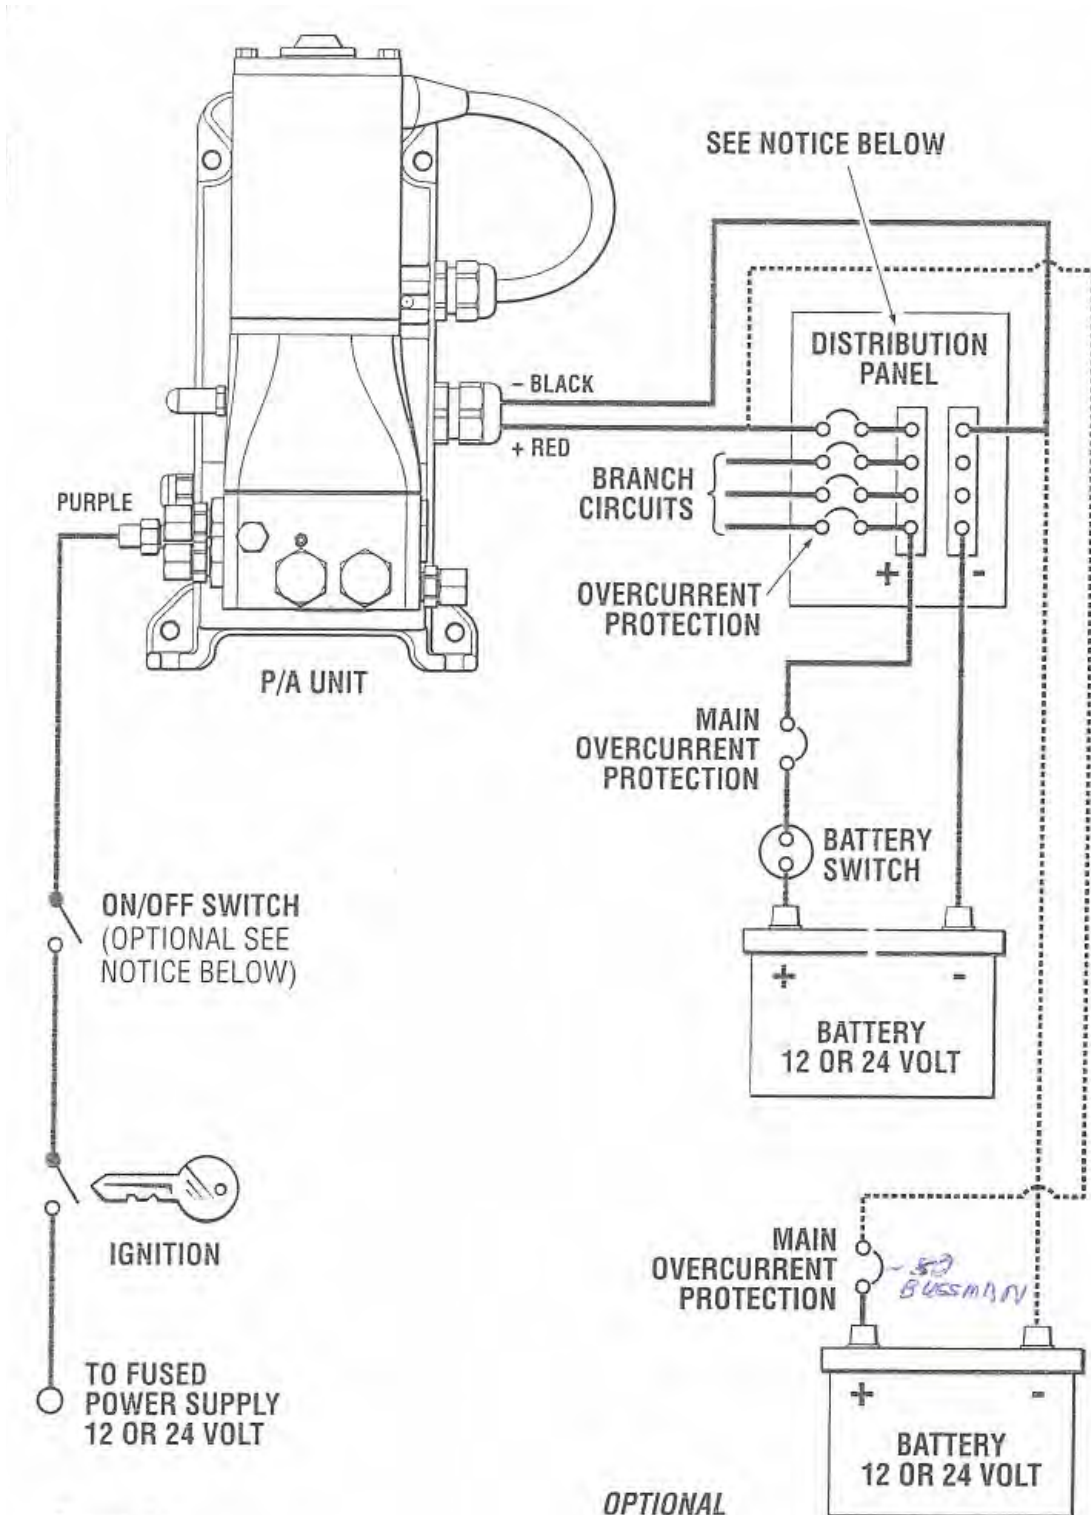 SEE NOTICE BELOW
DISTRIBUTION
PANEL
- BLACK
+ RED
BRANCH
CIRCUITS
PURPLE
+ -
OVERCURRENT
PROTECTION
P/A UNIT
MAIN
OVERCURRENT
PROTECTION
BATTERY
SWITCH
ON/OFF SWITCH
(OPTIONAL SEE
NOTICE BELOW)
+ -
BATTERY
12 OR 24 VOLT
IGNITION
MAIN
OVERCURRENT
PROTECTION
- 50
BUSSMAN
TO FUSED
POWER SUPPLY
12 OR 24 VOLT
+ -
BATTERY
12 OR 24 VOLT
OPTIONAL